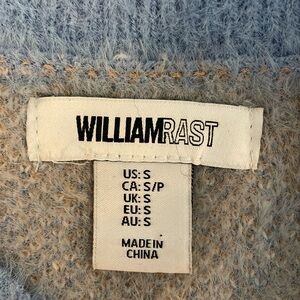 WILLIAMRAST
US: S
CA: S/P
UK: S
EU: S
AU: S
MADE IN
CHINA